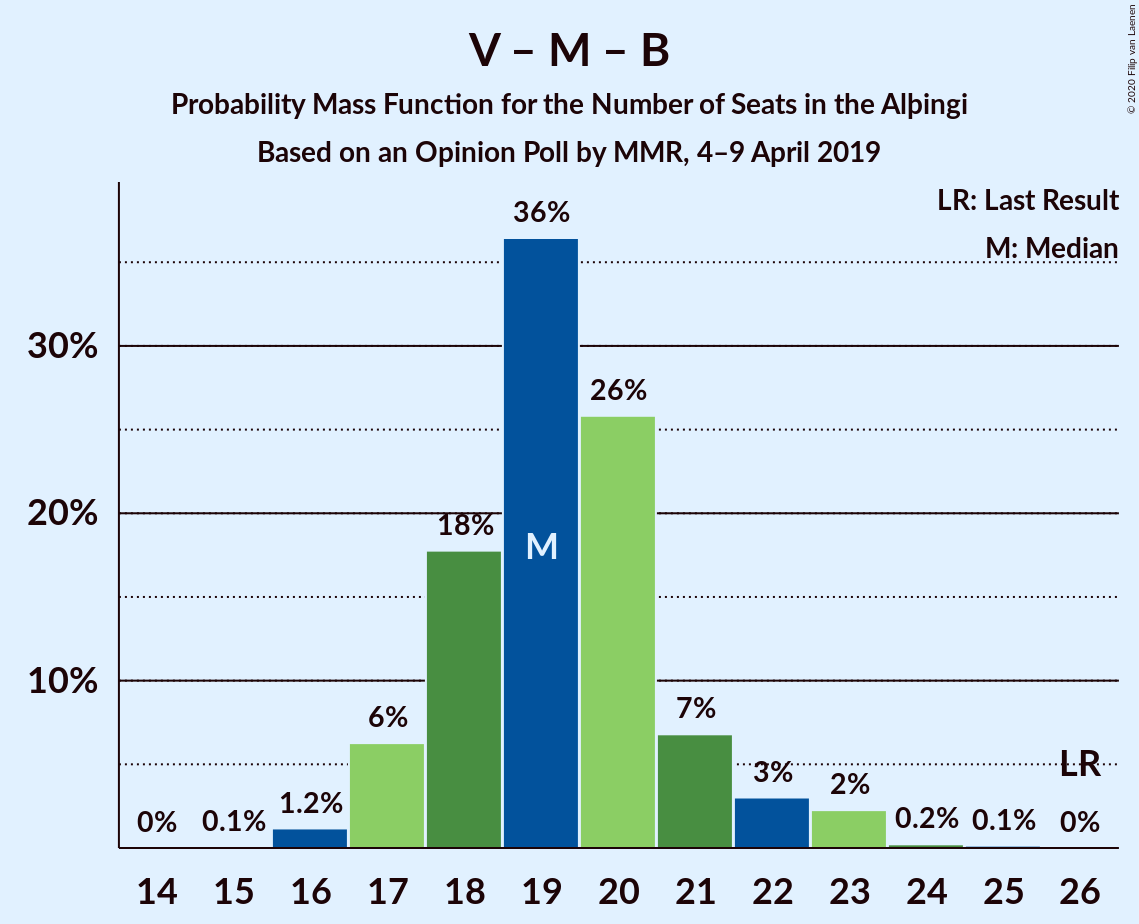 V – M – B
Probability Mass Function for the Number of Seats in the Alþingi
Based on an Opinion Poll by MMR, 4–9 April 2019
© 2020 Filip van Laenen
LR: Last Result
M: Median
30%
20%
10%
0%
0.1%
1.2%
6%
18%
36%
M
26%
7%
3%
2%
0.2%
0.1%
LR
0%
14 15 16 17 18 19 20 21 22 23 24 25 26